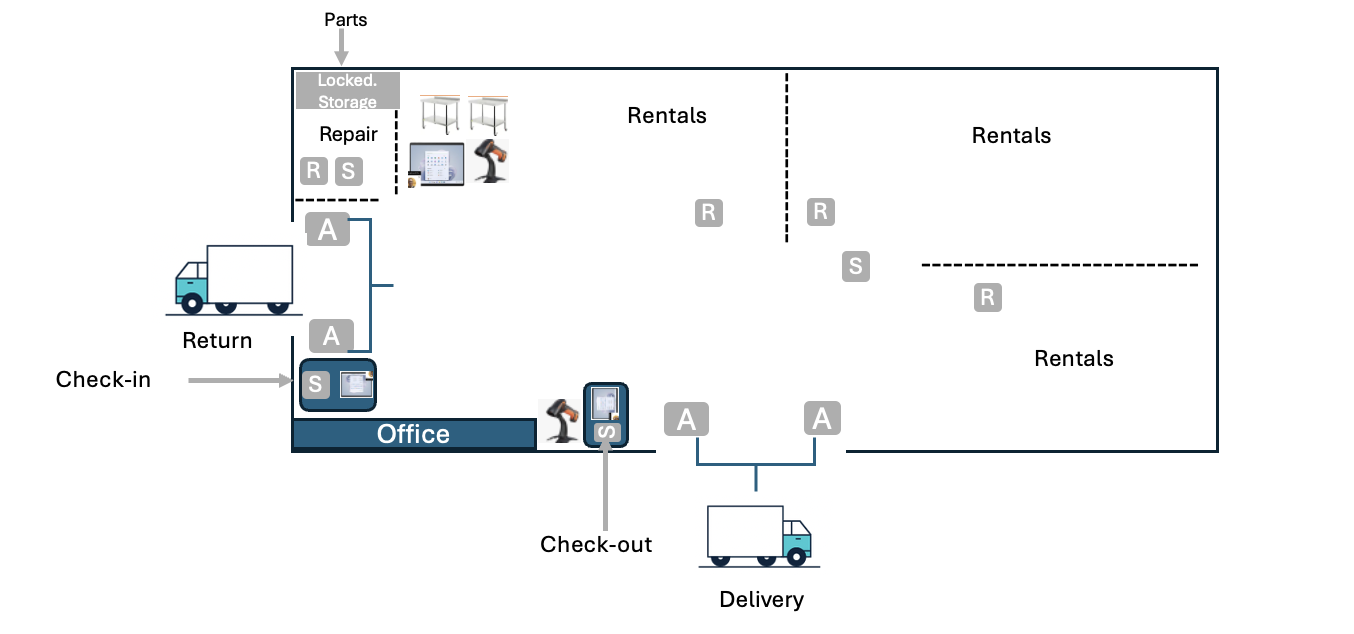 Parts
Locked.
Storage
Rentals
Repair
Rentals
R S
R
R
A
S
R
A
Return
Rentals
Check-in
S
S
A
A
Office
Check-out
Delivery